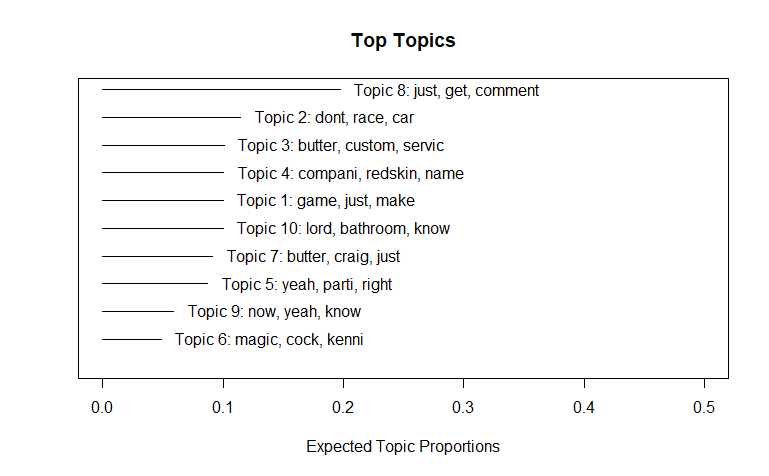 Top Topics
Topic 8: just, get, comment
Topic 2: dont, race, car
Topic 3: butter, custom, servic
Topic 4: compani, redskin, name
Topic 1: game, just, make
Topic 10: lord, bathroom, know
Topic 7: butter, craig, just
Topic 5: yeah, parti, right
Topic 9: now, yeah, know
Topic 6: magic, cock, kenni
0.0 0.1 0.2 0.3 0.4 0.5
Expected Topic Proportions